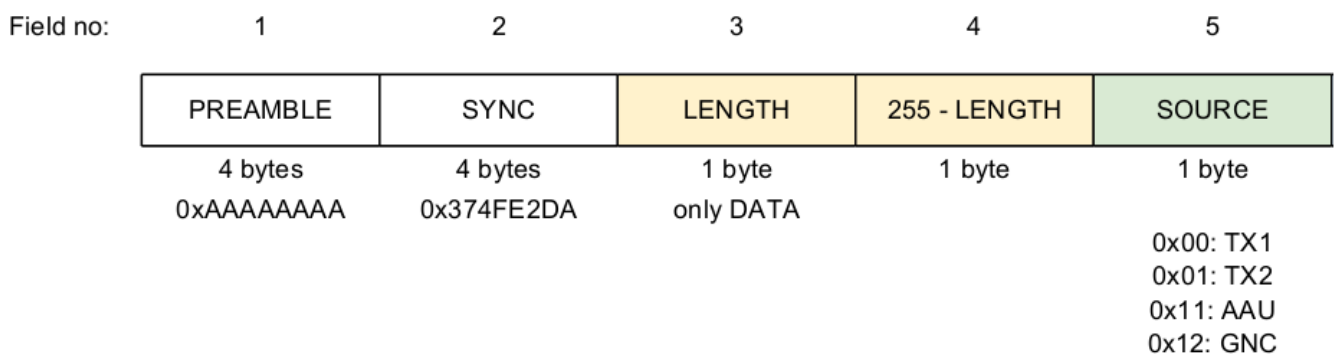 Field no: 1 2 3 4 5
PREAMBLE SYNC LENGTH 255 - LENGTH SOURCE
4 bytes 4 bytes 1 byte 1 byte 1 byte
0xAAAAAAAA 0x374FE2DA only DATA
0x00: TX1
0x01: TX2
0x11: AAU
0x12: GNC